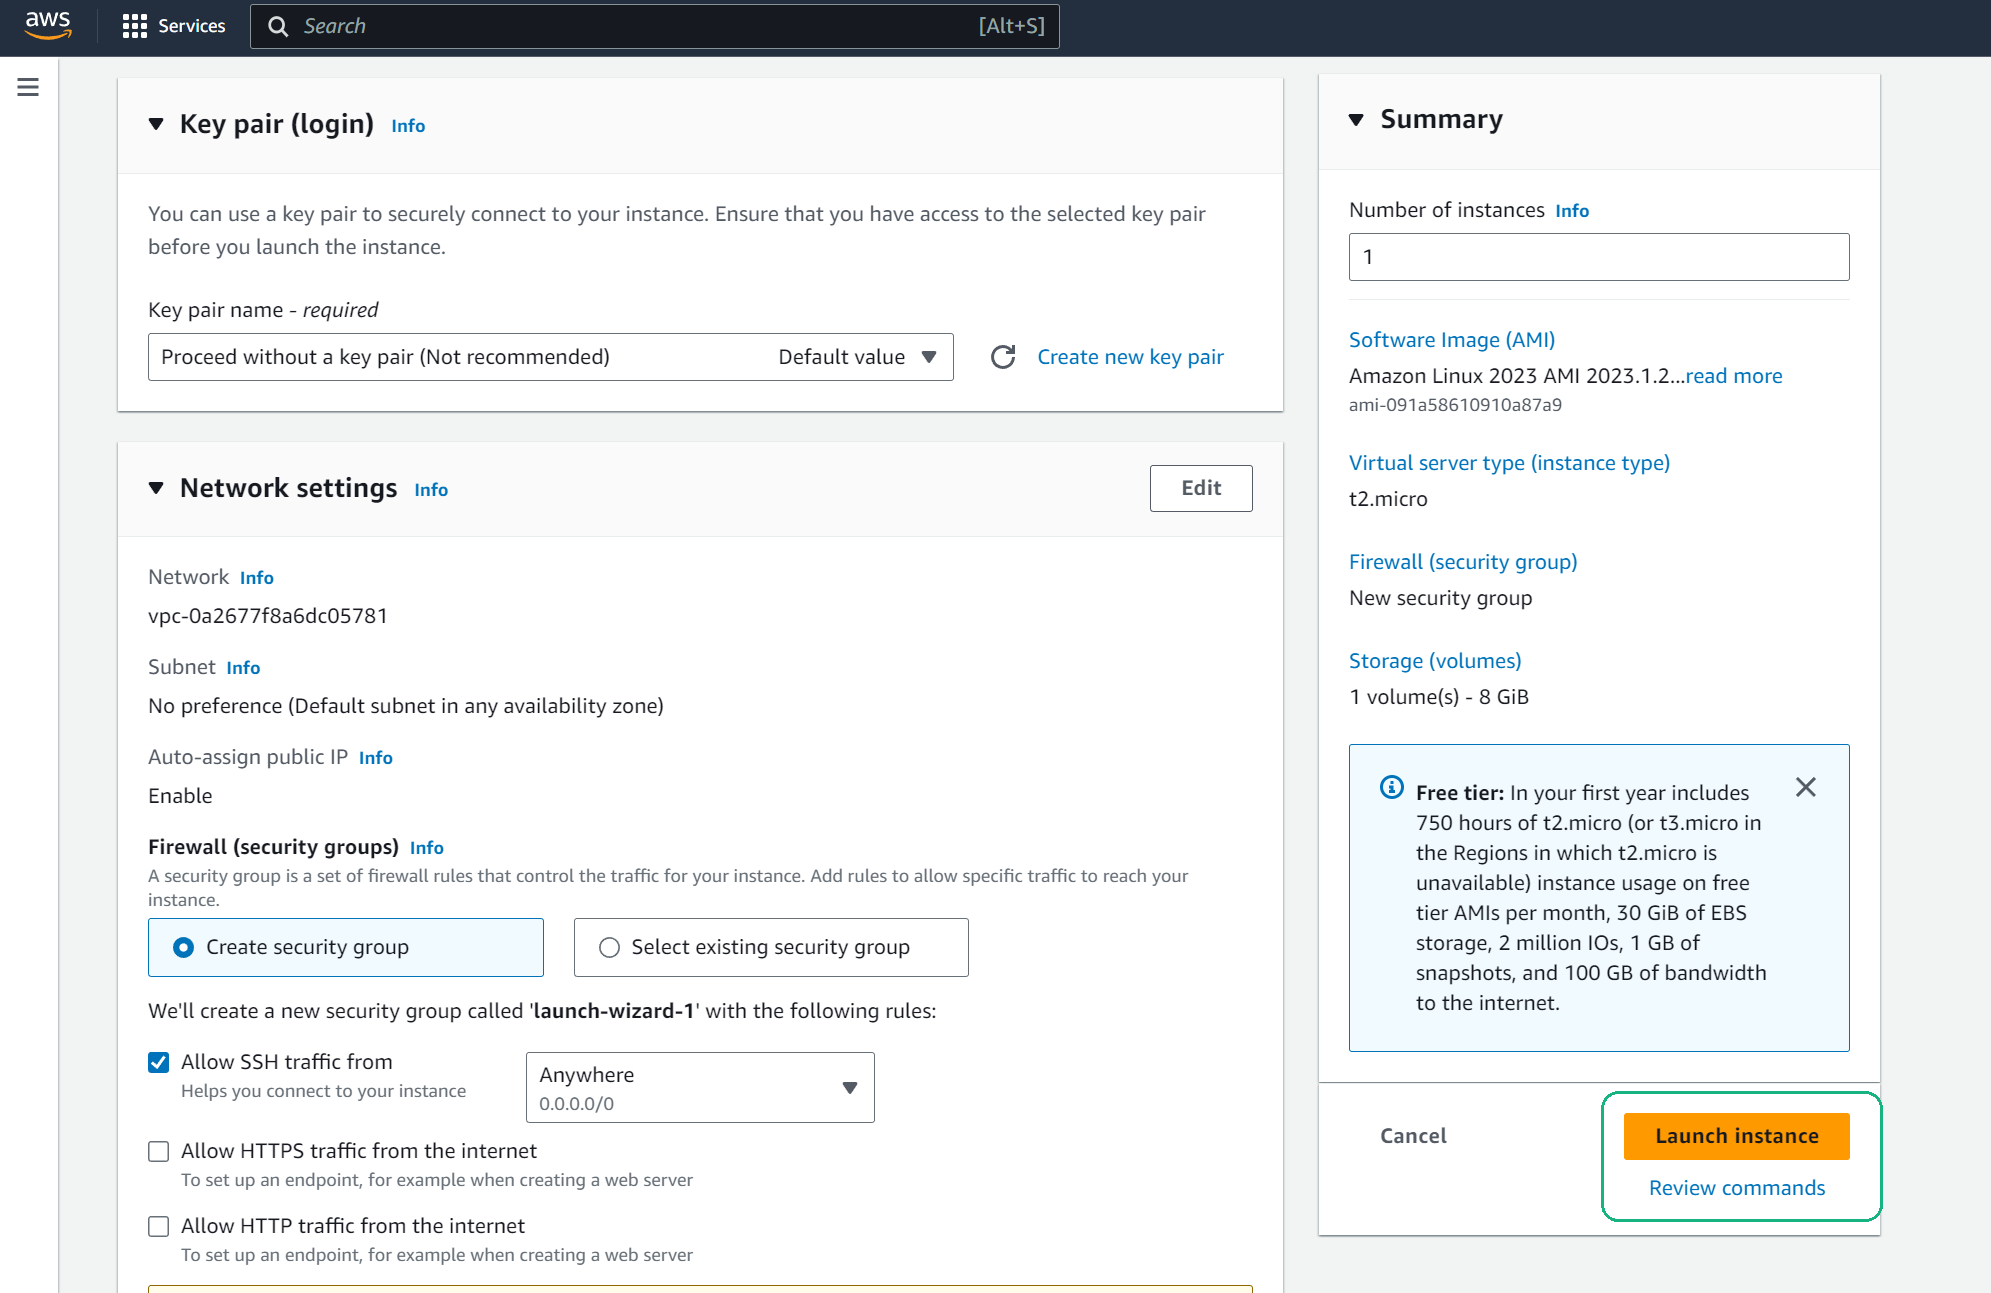 aws
Services
Search
[Alt+S]
Key pair (login) Info
You can use a key pair to securely connect to your instance. Ensure that you have access to the selected key pair
before you launch the instance.
Key pair name - required
Proceed without a key pair (Not recommended) Default value
Create new key pair
Network settings Info
Edit
Network Info
vpc-0a2677f8a6dc05781
Subnet Info
No preference (Default subnet in any availability zone)
Auto-assign public IP Info
Enable
Firewall (security groups) Info
A security group is a set of firewall rules that control the traffic for your instance. Add rules to allow specific traffic to reach your
instance.
Create security group
Select existing security group
We'll create a new security group called 'launch-wizard-1' with the following rules:
Allow SSH traffic from
Helps you connect to your instance
Anywhere
0.0.0.0/0
Allow HTTPS traffic from the internet
To set up an endpoint, for example when creating a web server
Allow HTTP traffic from the internet
To set up an endpoint, for example when creating a web server
Summary
Number of instances Info
1
Software Image (AMI)
Amazon Linux 2023 AMI 2023.1.2...read more
ami-091a58610910a87a9
Virtual server type (instance type)
t2.micro
Firewall (security group)
New security group
Storage (volumes)
1 volume(s) - 8 GiB
Free tier: In your first year includes
750 hours of t2.micro (or t3.micro in
the Regions in which t2.micro is
unavailable) instance usage on free
tier AMIs per month, 30 GiB of EBS
storage, 2 million IOs, 1 GB of
snapshots, and 100 GB of bandwidth
to the internet.
Cancel
Launch instance
Review commands